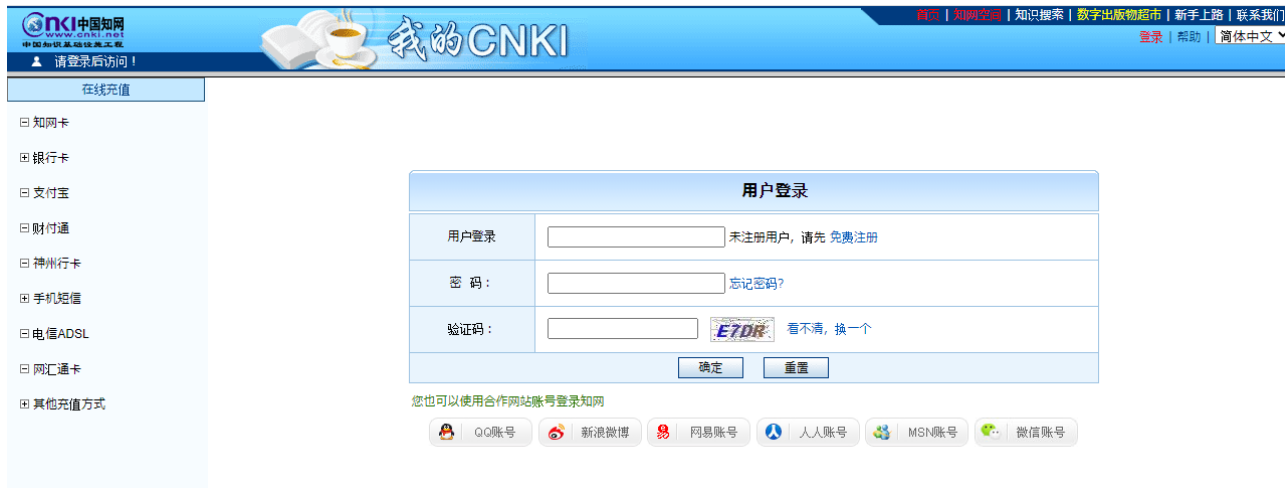 cnki 中国知网
www.cnki.net
中国知识基础设施工程
请登录后访问！
我的CNKI
首页 | 知网空间 | 知识搜索 | 数字出版物超市 | 新手上路 | 联系我们
登录 | 帮助 | 简体中文
在线充值
知网卡
银行卡
支付宝
财付通
神州行卡
手机短信
电信ADSL
网汇通卡
其他充值方式
用户登录
用户登录 未注册用户，请先 免费注册
密 码： 忘记密码?
验证码： E7DR 看不清，换一个
确定 重置
您也可以使用合作网站账号登录知网
QQ账号 新浪微博 网易账号 人人账号 MSN账号 微信账号